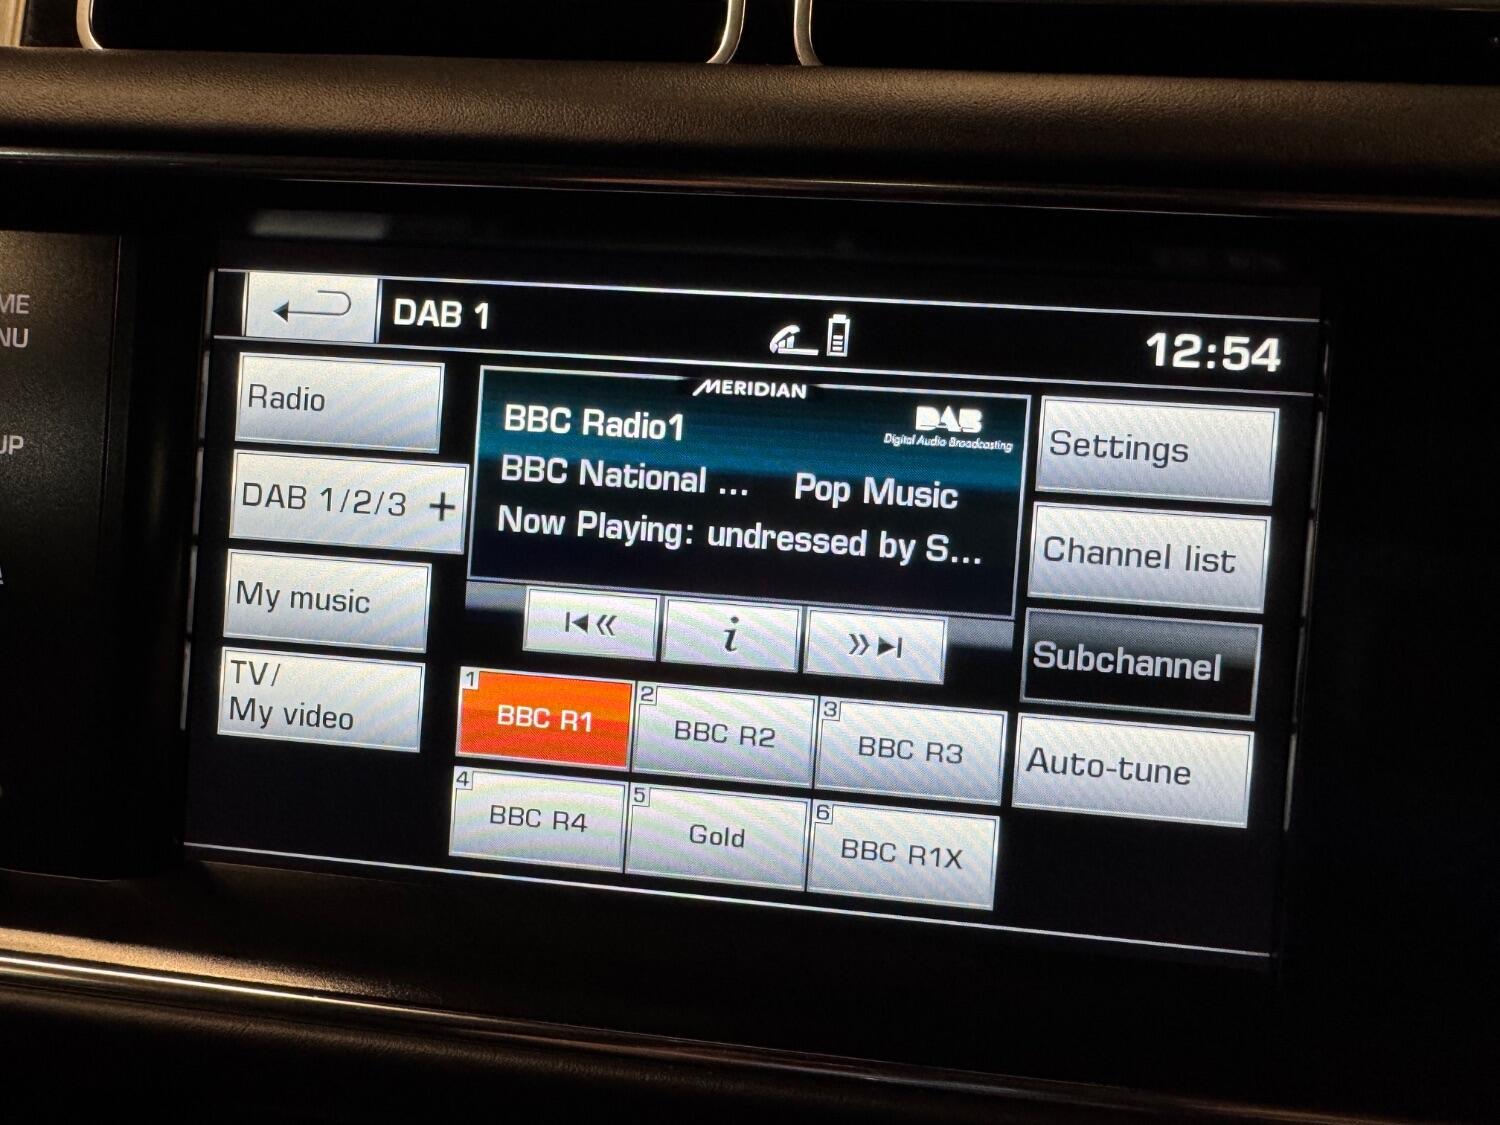 ME
NU
UP
DAB 1
12:54
Radio
DAB 1/2/3 +
My music
TV/
My video
MERIDIAN
BBC Radio1
DAB
Digital Audio Broadcasting
BBC National ... Pop Music
Now Playing: undressed by S...
i
1 BBC R1
2 BBC R2
3 BBC R3
4 BBC R4
5 Gold
6 BBC R1X
Settings
Channel list
Subchannel
Auto-tune